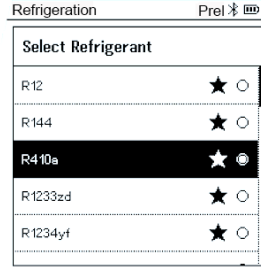 Refrigeration Prel
Select Refrigerant
R12
R144
R410a
R1233zd
R1234yf